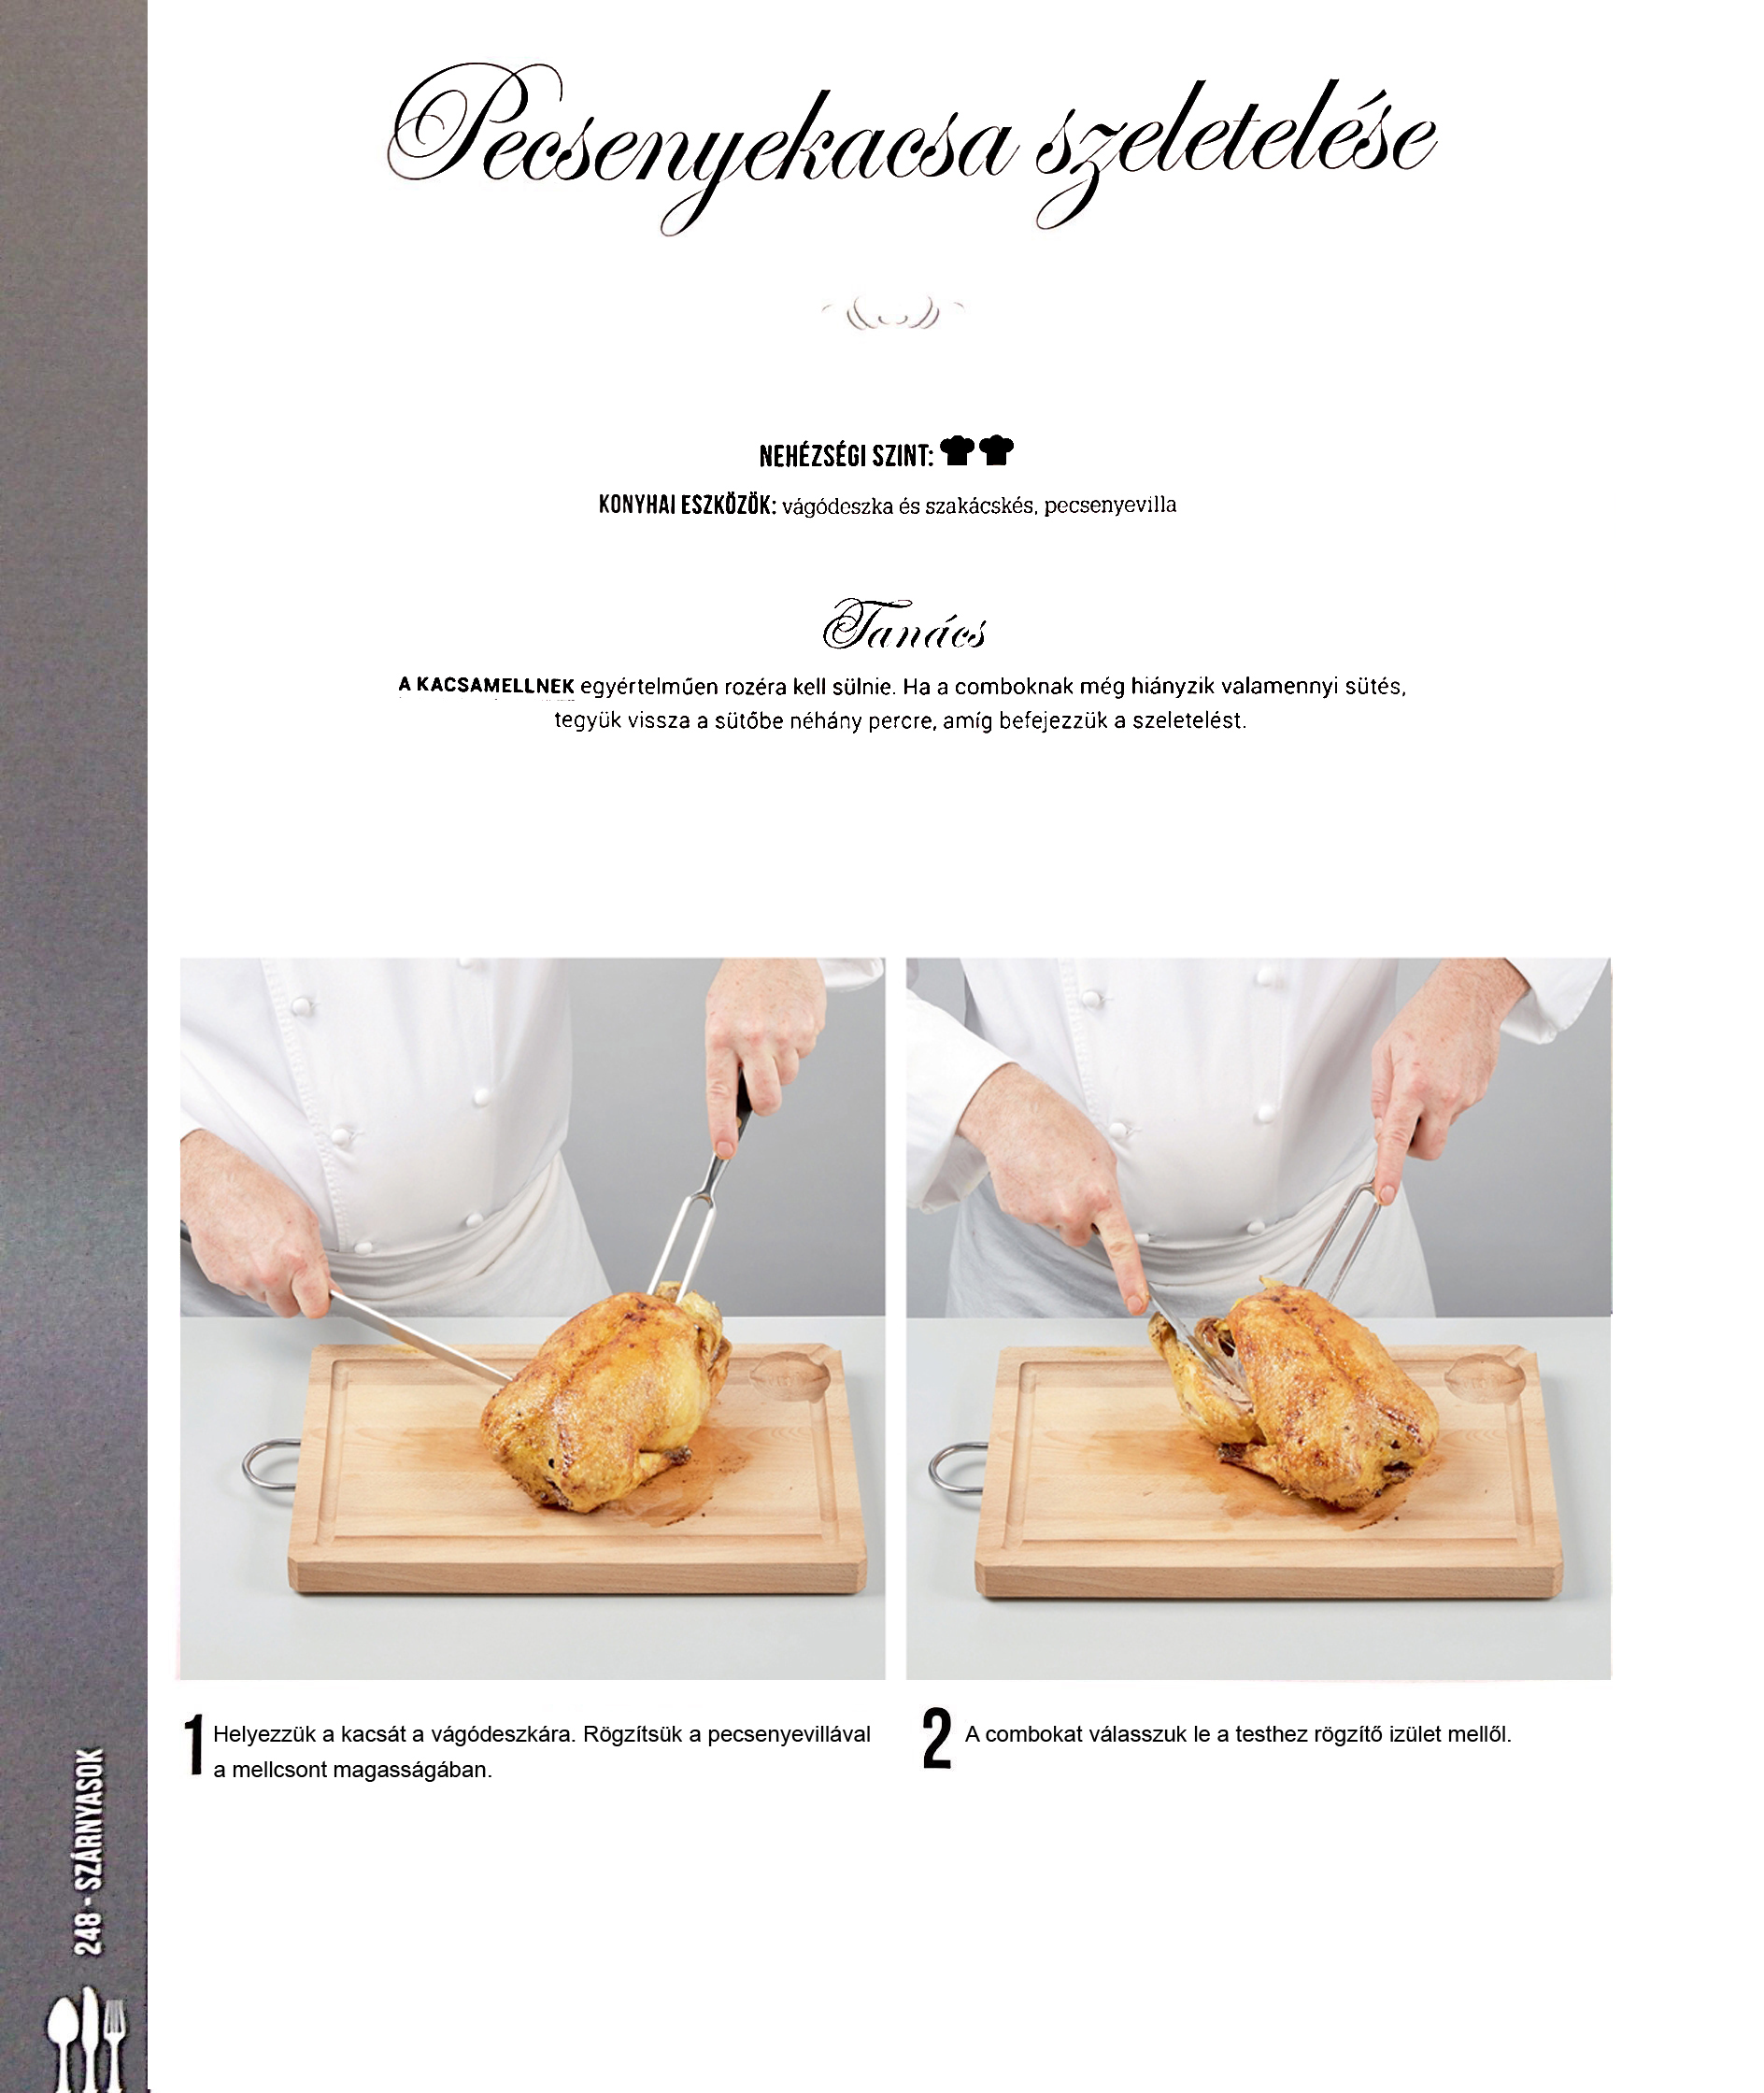 Pecsenyekacsa szeletelése
NEHÉZSÉGI SZINT:
KONYHAI ESZKÖZÖK: vágódeszka és szakácskés, pecsenyevilla
Tanács
A KACSAMELLNEK egyértelműen rozéra kell sülnie. Ha a comboknak még hiányzik valamennyi sütés,
tegyük vissza a sütőbe néhány percre, amíg befejezzük a szeletelést.
1 Helyezzük a kacsát a vágódeszkára. Rögzítsük a pecsenyevillával
a mellcsont magasságában.
2 A combokat válasszuk le a testhez rögzítő izület mellől.
248 - SZÁRNYASOK